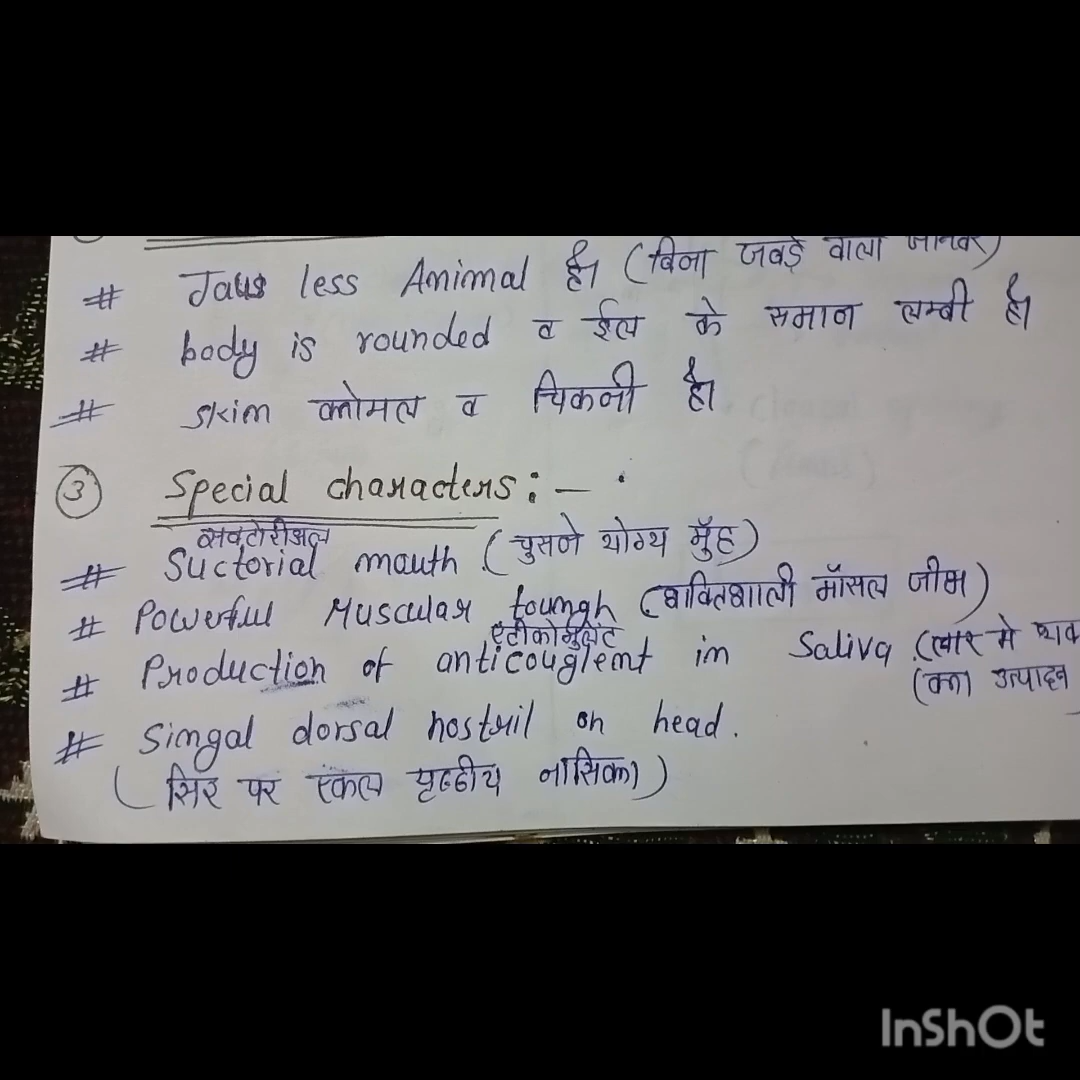 # Jaws less Animal है। (बिना जबड़े वाला जानवर)
# body is rounded व ईल के समान लम्बी है।
# skin कोमल व चिकनी है।
③ Special characters :-
सक्टोरीअल
# Suctorial mouth (चुसने योग्य मुँह)
# Powerful Muscular toungh (शक्तिशाली माँसल जीभ)
एंटीकोगुलेंट
# Production of anticouglent in Saliva (लार मे
(का उत्पादन
# Singal dorsal nostril on head.
(सिर पर एकल पृष्ठीय नासिका)
InShOt